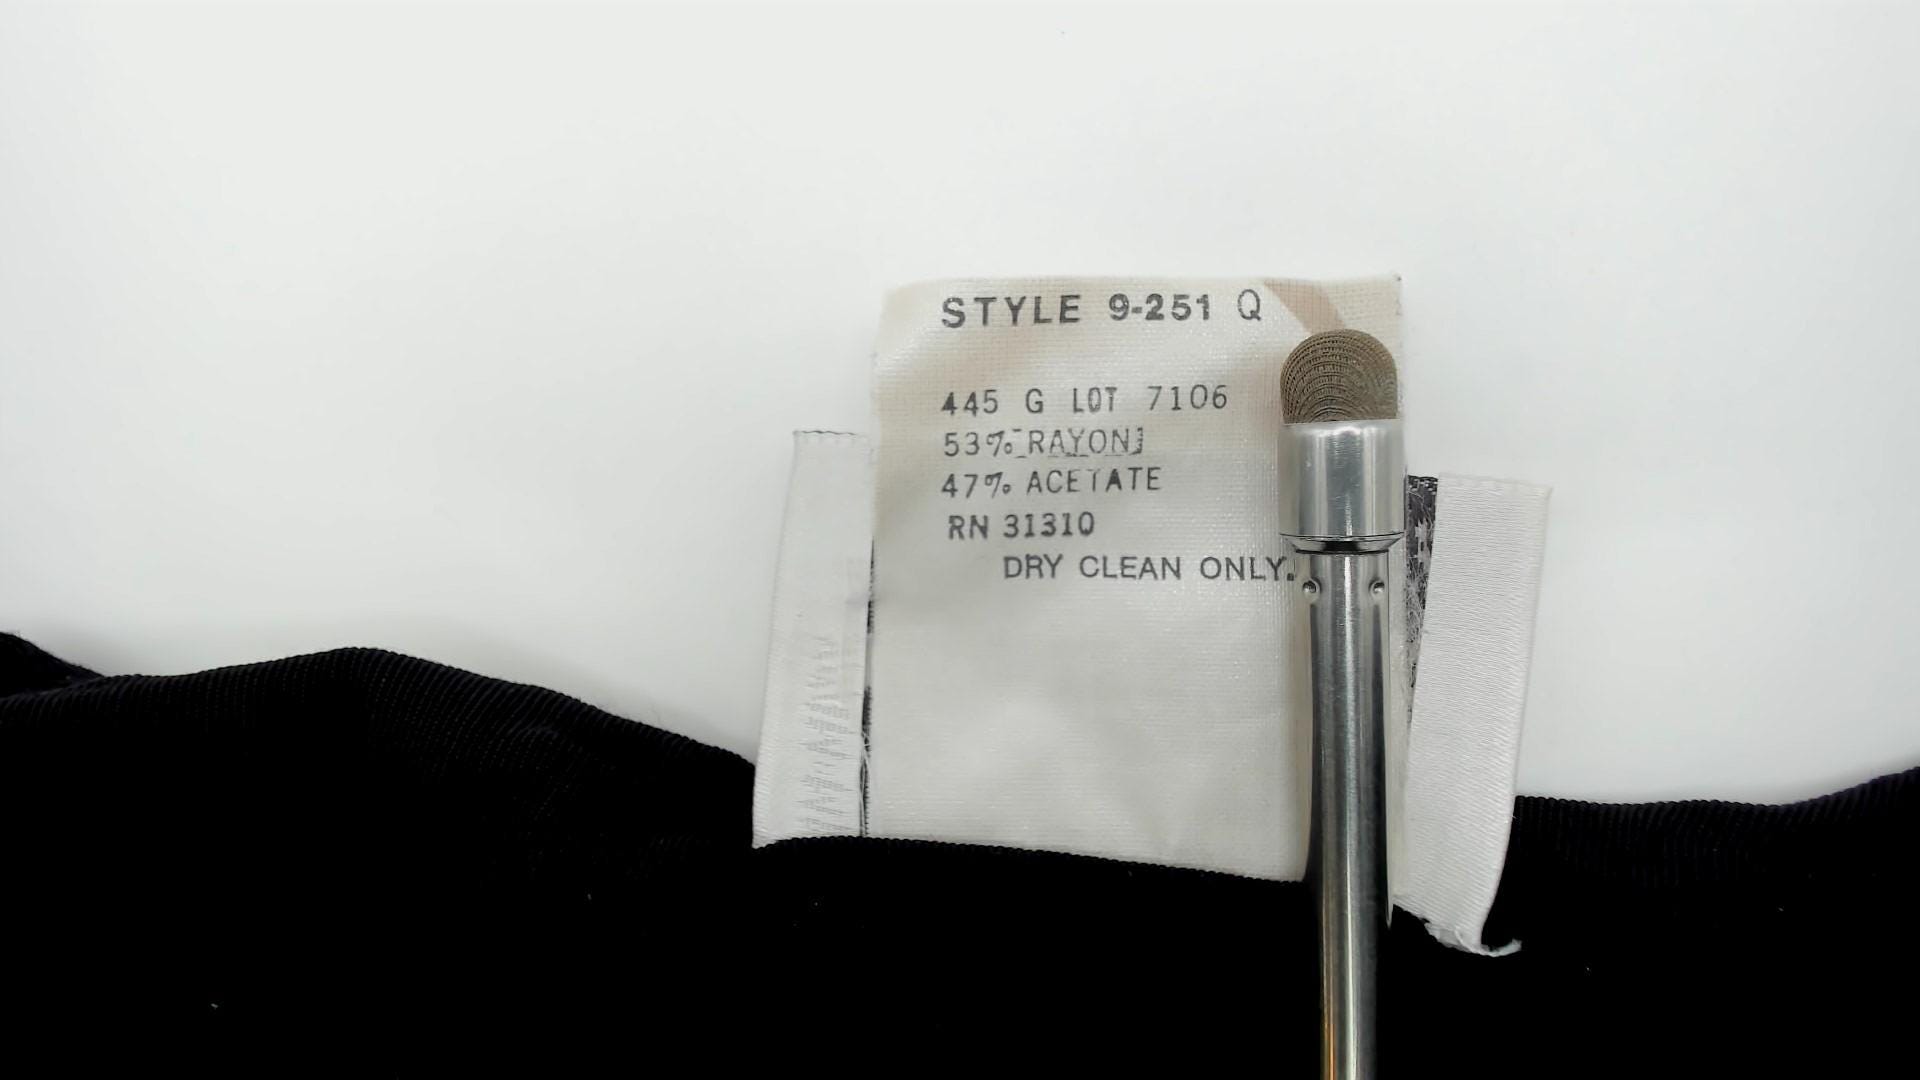 STYLE 9-251 Q
445 G LOT 7106
53% RAYON
47% ACETATE
RN 31310
DRY CLEAN ONLY.